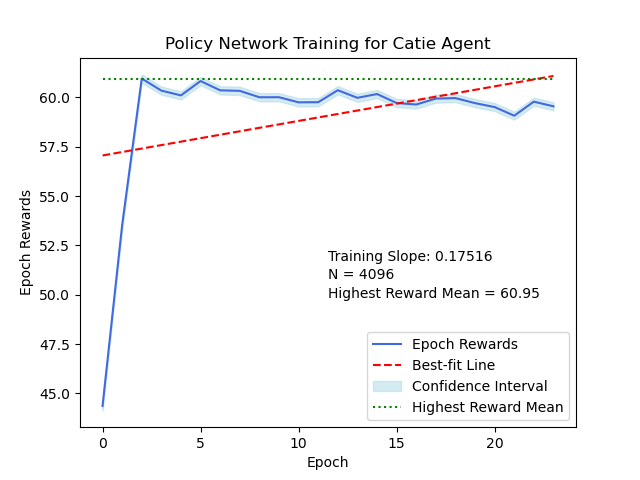 Policy Network Training for Catie Agent
Epoch Rewards
60.0
57.5
55.0
52.5
50.0
47.5
45.0
Training Slope: 0.17516
N = 4096
Highest Reward Mean = 60.95
Epoch Rewards
Best-fit Line
Confidence Interval
Highest Reward Mean
0
5
10
15
20
Epoch